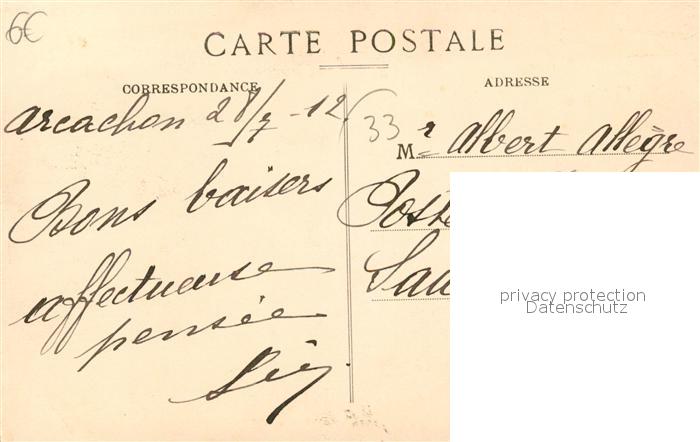 6€
CARTE POSTALE
CORRESPONDANCE
Arcachon 28/7-12
Bons baisers
affectueuse
pensée
ADRESSE
33
Mr Albert Allègre
Poste
privacy protection
Datenschutz